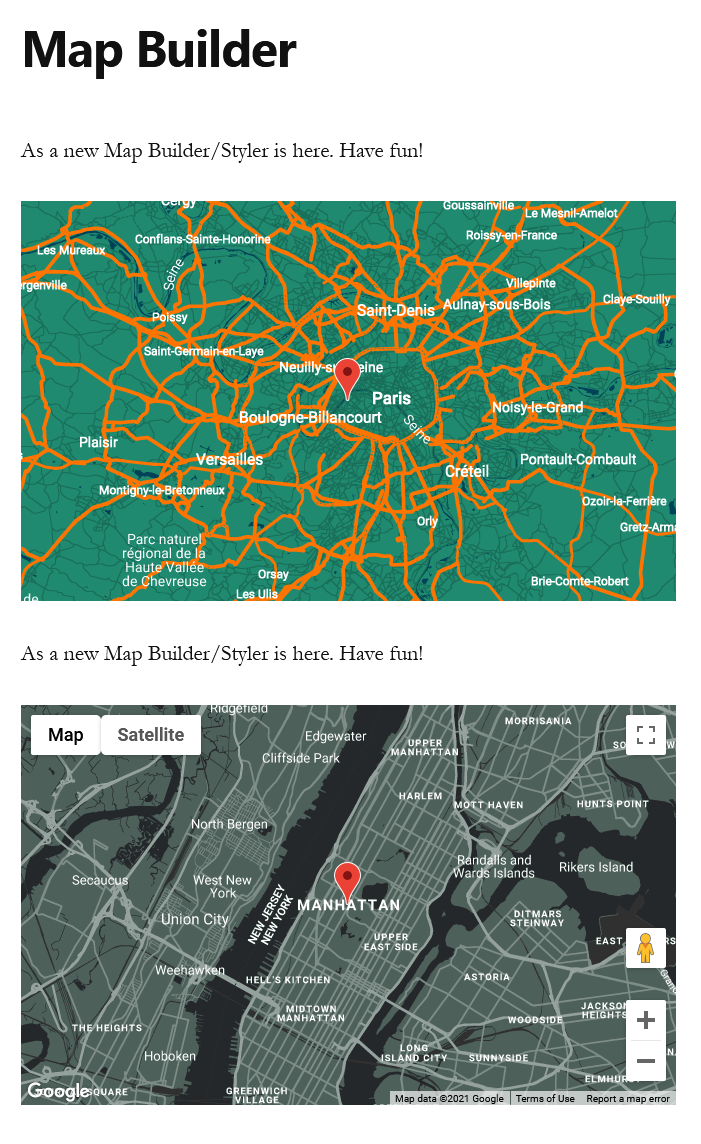 Map Builder
As a new Map Builder/Styler is here. Have fun!
Cergy
Goussainville
Le Mesnil-Amelot
Conflans-Sainte-Honorine
Roissy-en-France
Les Mureaux
Seine
rgenville
Villepinte
Claye-Souilly
Poissy
Saint-Denis
Aulnay-sous-Bois
Saint-Germain-en-Laye
Paris
Noisy-le-Grand
Boulogne-Billancourt
Seine
Plaisir
Versailles
Créteil
Pontault-Combault
Montigny-le-Bretonneux
Ozoir-la-Ferrière
Orly
Gretz-Arma
Parc naturel
régional de la
Haute Vallée
de Chevreuse
Orsay
Brie-Comte-Robert
Les Ulis
de
As a new Map Builder/Styler is here. Have fun!
Map
Satellite
Ridgefield
Edgewater
Cliffside Park
MORRISANIA
UPPER
MANHATTAN
HARLEM
MOTT HAVEN
HUNTS POINT
North Bergen
Randalls and
Wards Islands
Rikers Island
Secaucus
West New
York
MANHATTAN
NEW JERSEY
NEW YORK
Union City
DITMARS
STEINWAY
UPPER
EAST SIDE
EAST
Weehawken
HELL'S KITCHEN
ASTORIA
MIDTOWN
MANHATTAN
WOODSIDE
JACKSON
HEIGHTS
THE HEIGHTS
LONG
ISLAND CITY
SUNNYSIDE
Hoboken
ELMHURST
Google
SQUARE
GREENWICH
VILLAGE
Map data ©2021 Google
Terms of Use
Report a map error